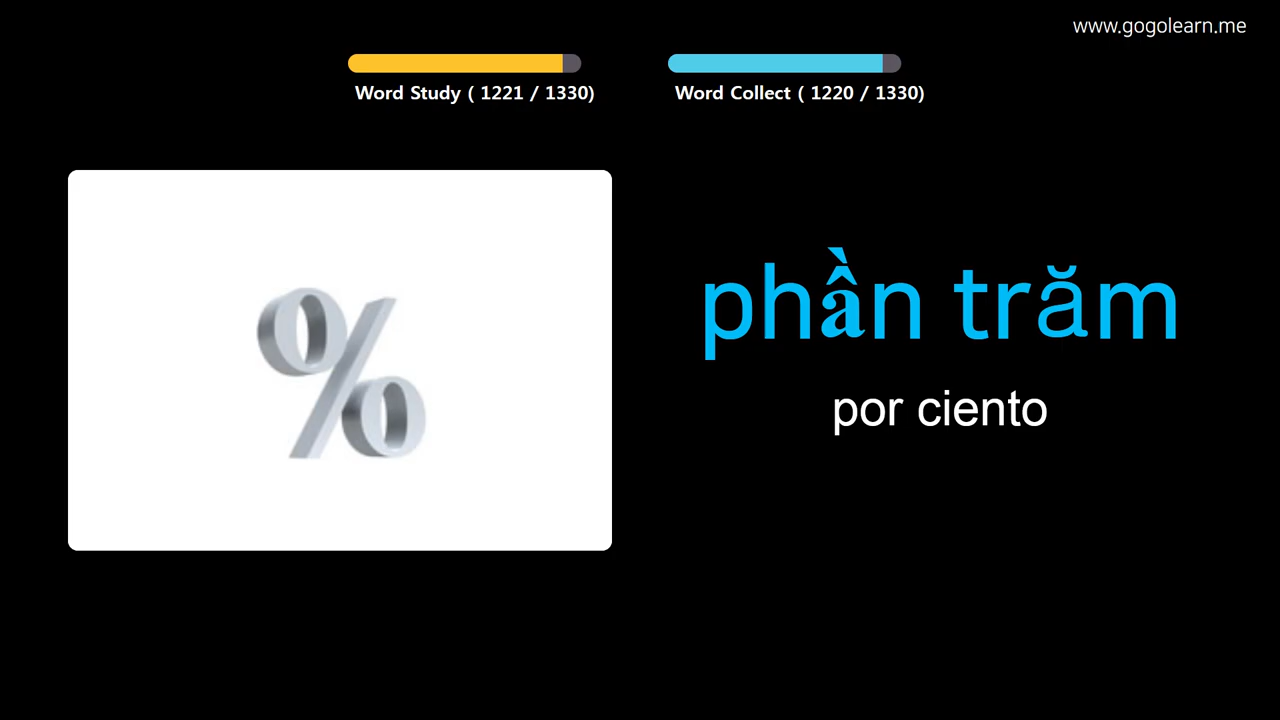 www.gogolearn.me
Word Study ( 1221 / 1330)
Word Collect ( 1220 / 1330)
%
phần trăm
por ciento